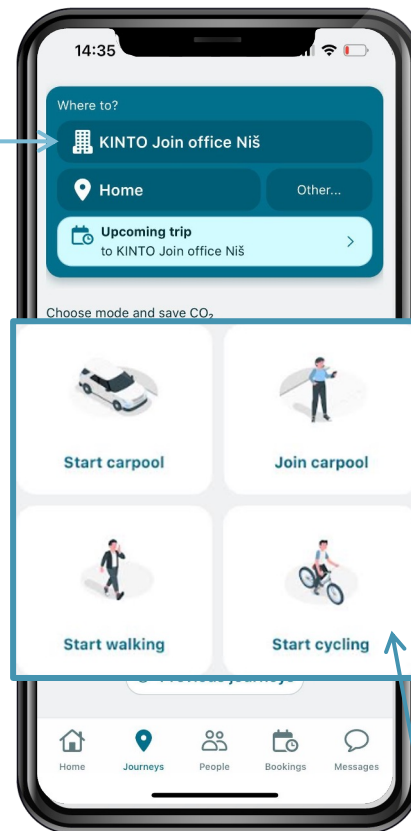 14:35
Where to?
KINTO Join office Niš
Home
Other...
Upcoming trip
to KINTO Join office Niš
Choose mode and save CO₂
Start carpool
Join carpool
Start walking
Start cycling
Home
Journeys
People
Bookings
Messages